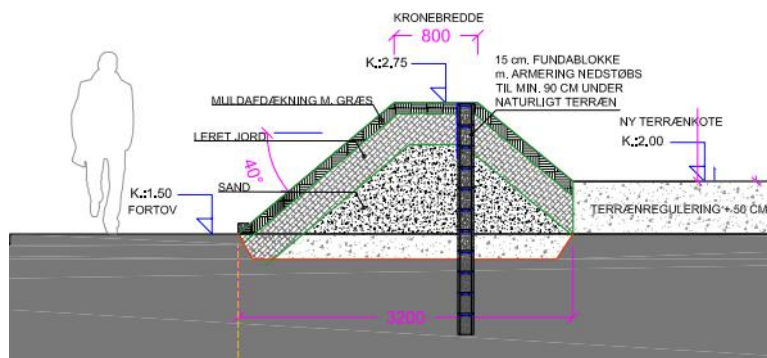 KRONEBREDDE
800
K.:2.75
15 cm. FUNDABLOKKE
m. ARMERING NEDSTØBS
TIL MIN. 90 CM UNDER
NATURLIGT TERRÆN
MULDAFDÆKNING M. GRÆS
LERET JORD
40°
SAND
NY TERRÆNKOTE
K.:2.00
K.:1.50
FORTOV
TERRÆNREGULERING + 50 CM
3200